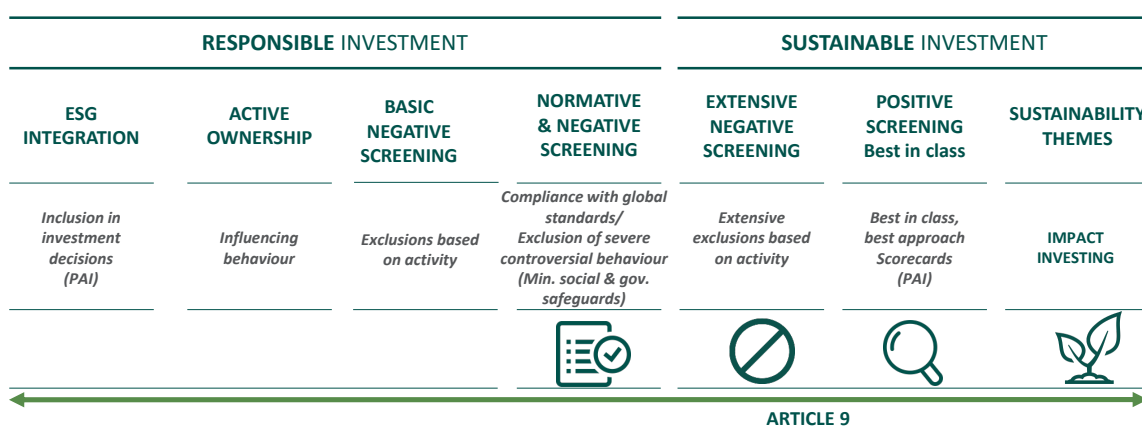 RESPONSIBLE INVESTMENT
SUSTAINABLE INVESTMENT
ESG
INTEGRATION
ACTIVE
OWNERSHIP
BASIC
NEGATIVE
SCREENING
NORMATIVE
& NEGATIVE
SCREENING
EXTENSIVE
NEGATIVE
SCREENING
POSITIVE
SCREENING
Best in class
SUSTAINABILITY
THEMES
Inclusion in
investment
decisions
(PAI)
Influencing
behaviour
Exclusions based
on activity
Compliance with global
standards/
Exclusion of severe
controversial behaviour
(Min. social & gov.
safeguards)
Extensive
exclusions based
on activity
Best in class,
best approach
Scorecards
(PAI)
IMPACT
INVESTING
ARTICLE 9